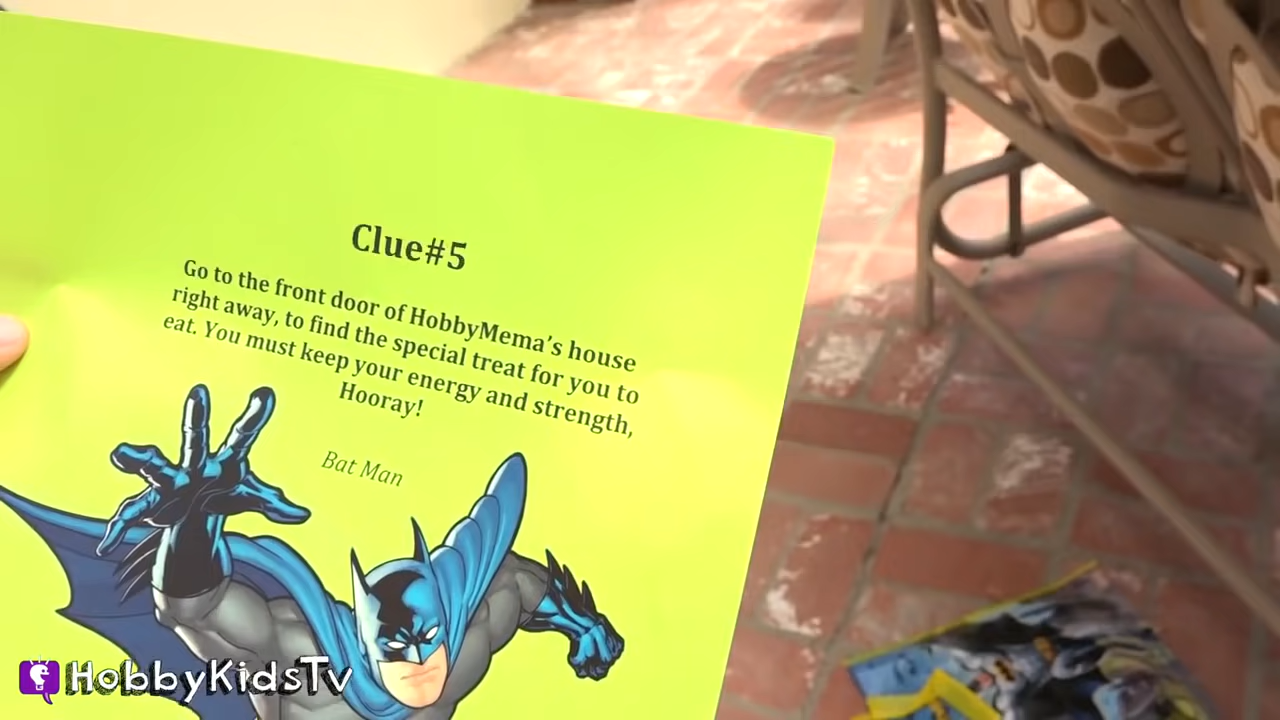 Clue#5
Go to the front door of HobbyMema's house
right away, to find the special treat for you to
eat. You must keep your energy and strength,
Hooray!
Bat Man
HobbyKidsTv